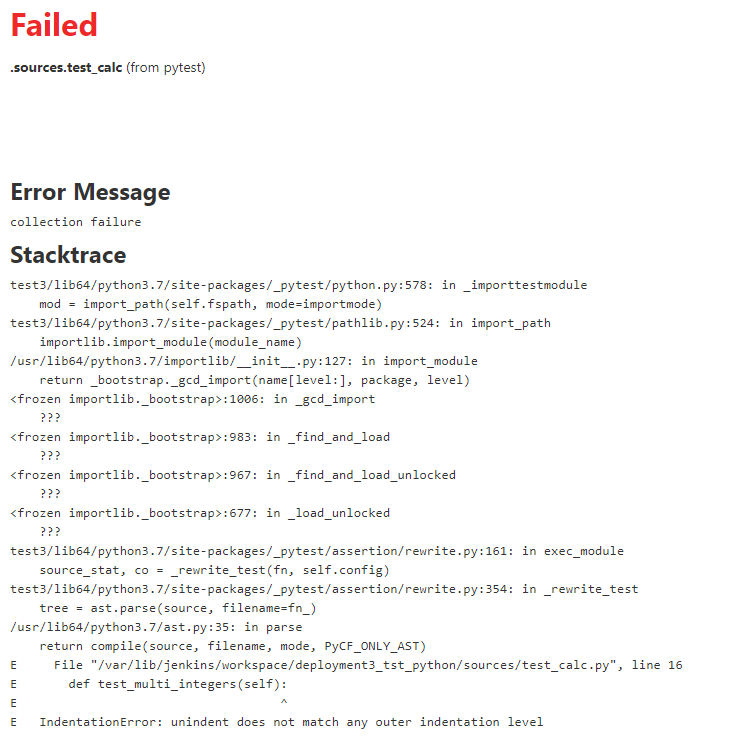 Failed
.sources.test_calc (from pytest)
Error Message
collection failure
Stacktrace
test3/lib64/python3.7/site-packages/_pytest/python.py:578: in _importtestmodule
    mod = import_path(self.fspath, mode=importmode)
test3/lib64/python3.7/site-packages/_pytest/pathlib.py:524: in import_path
    importlib.import_module(module_name)
/usr/lib64/python3.7/importlib/__init__.py:127: in import_module
    return _bootstrap._gcd_import(name[level:], package, level)
<frozen importlib._bootstrap>:1006: in _gcd_import
    ???
<frozen importlib._bootstrap>:983: in _find_and_load
    ???
<frozen importlib._bootstrap>:967: in _find_and_load_unlocked
    ???
<frozen importlib._bootstrap>:677: in _load_unlocked
    ???
test3/lib64/python3.7/site-packages/_pytest/assertion/rewrite.py:161: in exec_module
    source_stat, co = _rewrite_test(fn, self.config)
test3/lib64/python3.7/site-packages/_pytest/assertion/rewrite.py:354: in _rewrite_test
    tree = ast.parse(source, filename=fn_)
/usr/lib64/python3.7/ast.py:35: in parse
    return compile(source, filename, mode, PyCF_ONLY_AST)
E     File "/var/lib/jenkins/workspace/deployment3_tst_python/sources/test_calc.py", line 16
E       def test_multi_integers(self):
E                                    ^
E   IndentationError: unindent does not match any outer indentation level